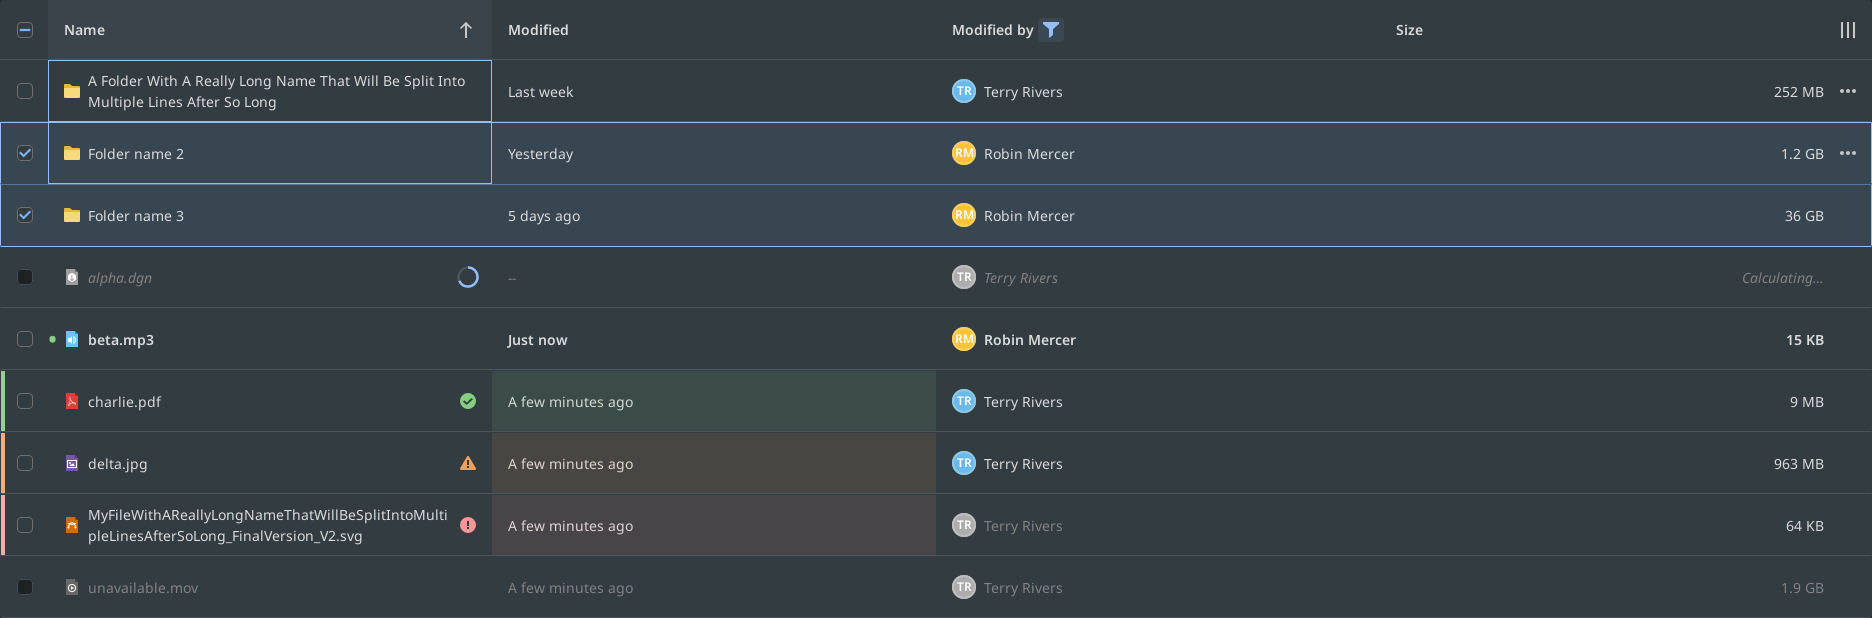 Name Modified Modified by Size
A Folder With A Really Long Name That Will Be Split Into
Multiple Lines After So Long
Last week TR Terry Rivers 252 MB
Folder name 2 Yesterday RM Robin Mercer 1.2 GB
Folder name 3 5 days ago RM Robin Mercer 36 GB
alpha.dgn -- TR Terry Rivers Calculating...
beta.mp3 Just now RM Robin Mercer 15 KB
charlie.pdf A few minutes ago TR Terry Rivers 9 MB
delta.jpg A few minutes ago TR Terry Rivers 963 MB
MyFileWithAReallyLongNameThatWillBeSplitIntoMulti
pleLinesAfterSoLong_FinalVersion_V2.svg
A few minutes ago TR Terry Rivers 64 KB
unavailable.mov A few minutes ago TR Terry Rivers 1.9 GB